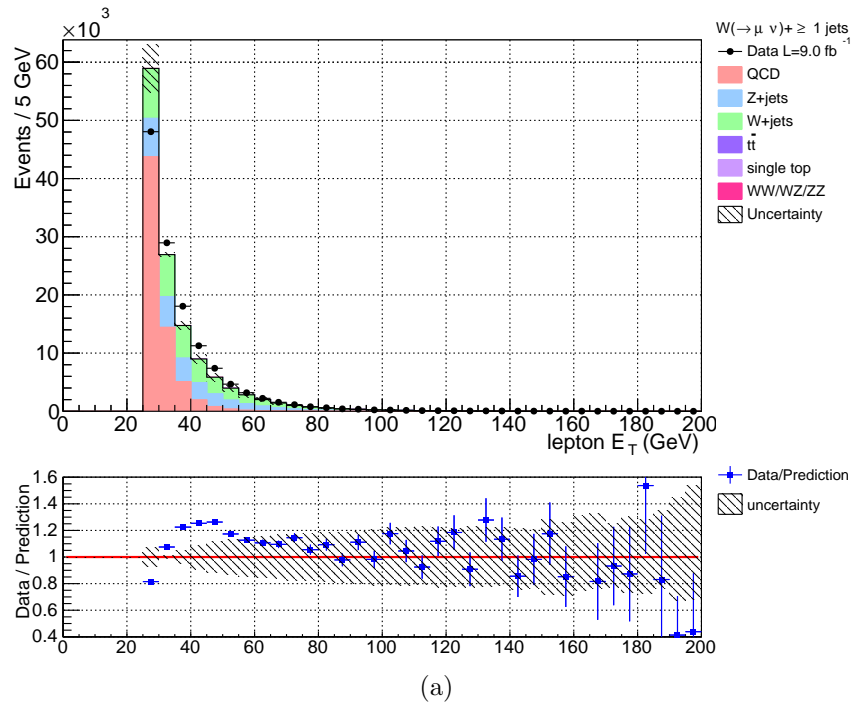 ×10³
W(→μ ν)+ ≥ 1 jets
Data L=9.0 fb⁻¹
QCD
Z+jets
W+jets
tt̄
single top
WW/WZ/ZZ
Uncertainty
Events / 5 GeV
60
50
40
30
20
10
0
0 20 40 60 80 100 120 140 160 180 200
lepton E_T (GeV)
Data / Prediction
1.6
1.4
1.2
1
0.8
0.6
0.4
0 20 40 60 80 100 120 140 160 180 200
Data/Prediction
uncertainty
(a)